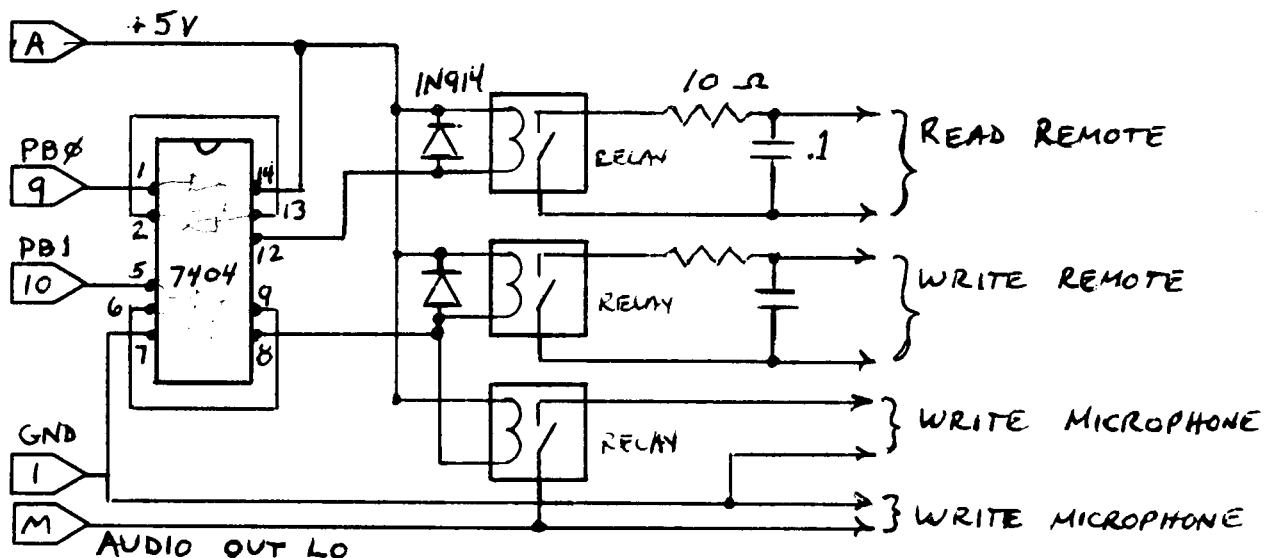 A
+5V
1N914
10 Ω
READ REMOTE
.1
RELAY
PBØ
9
1
14
2
13
12
PB1
10
5
7404
9
6
7
8
RELAY
WRITE REMOTE
RELAY
WRITE MICROPHONE
GND
1
WRITE MICROPHONE
M
AUDIO OUT LO